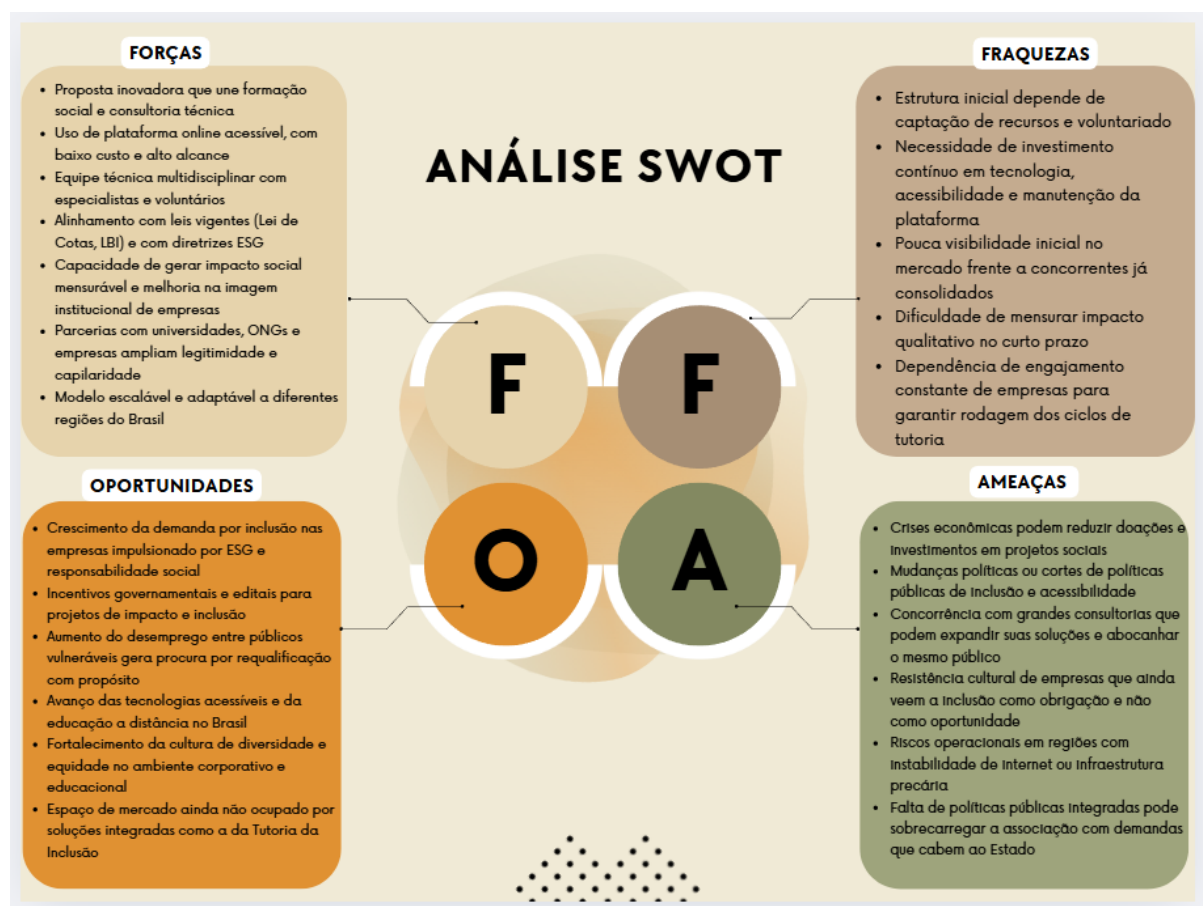 FORÇAS
• Proposta inovadora que une formação
social e consultoria técnica
• Uso de plataforma online acessível, com
baixo custo e alto alcance
• Equipe técnica multidisciplinar com
especialistas e voluntários
• Alinhamento com leis vigentes (Lei de
Cotas, LBI) e com diretrizes ESG
• Capacidade de gerar impacto social
mensurável e melhoria na imagem
institucional de empresas
• Parcerias com universidades, ONGs e
empresas ampliam legitimidade e
capilaridade
• Modelo escalável e adaptável a diferentes
regiões do Brasil
FRAQUEZAS
• Estrutura inicial depende de
captação de recursos e voluntariado
• Necessidade de investimento
contínuo em tecnologia,
acessibilidade e manutenção da
plataforma
• Pouca visibilidade inicial no
mercado frente a concorrentes já
consolidados
• Dificuldade de mensurar impacto
qualitativo no curto prazo
• Dependência de engajamento
constante de empresas para
garantir rodagem dos ciclos de
tutoria
ANÁLISE SWOT
F
F
O
A
OPORTUNIDADES
• Crescimento da demanda por inclusão nas
empresas impulsionado por ESG e
responsabilidade social
• Incentivos governamentais e editais para
projetos de impacto e inclusão
• Aumento do desemprego entre públicos
vulneráveis gera procura por requalificação
com propósito
• Avanço das tecnologias acessíveis e da
educação a distância no Brasil
• Fortalecimento da cultura de diversidade e
equidade no ambiente corporativo e
educacional
• Espaço de mercado ainda não ocupado por
soluções integradas como a da Tutoria da
Inclusão
AMEAÇAS
• Crises econômicas podem reduzir doações e
investimentos em projetos sociais
• Mudanças políticas ou cortes de políticas
públicas de inclusão e acessibilidade
• Concorrência com grandes consultorias que
podem expandir suas soluções e abocanhar
o mesmo público
• Resistência cultural de empresas que ainda
veem a inclusão como obrigação e não
como oportunidade
• Riscos operacionais em regiões com
instabilidade de internet ou infraestrutura
precária
• Falta de políticas públicas integradas pode
sobrecarregar a associação com demandas
que cabem ao Estado